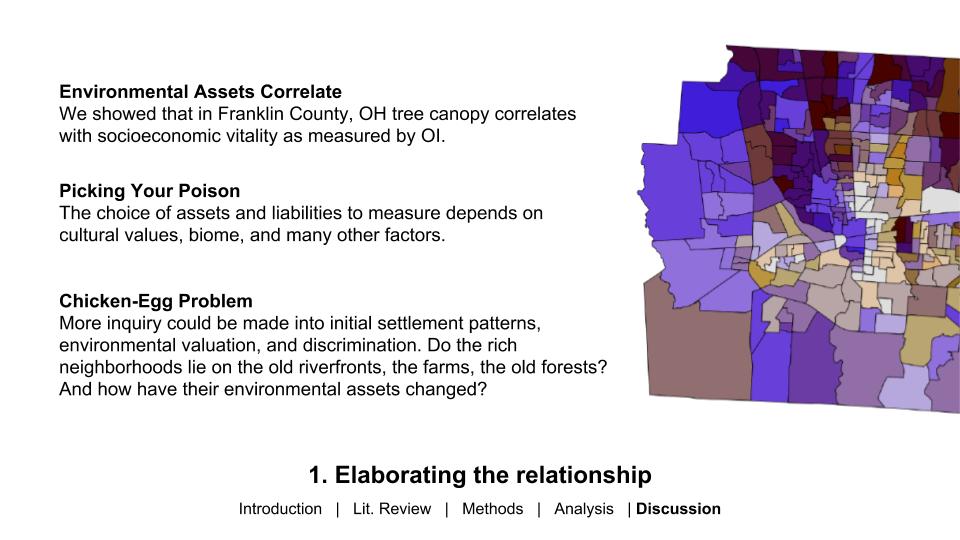 Environmental Assets Correlate
We showed that in Franklin County, OH tree canopy correlates
with socioeconomic vitality as measured by OI.
Picking Your Poison
The choice of assets and liabilities to measure depends on
cultural values, biome, and many other factors.
Chicken-Egg Problem
More inquiry could be made into initial settlement patterns,
environmental valuation, and discrimination. Do the rich
neighborhoods lie on the old riverfronts, the farms, the old forests?
And how have their environmental assets changed?
1. Elaborating the relationship
Introduction | Lit. Review | Methods | Analysis | Discussion